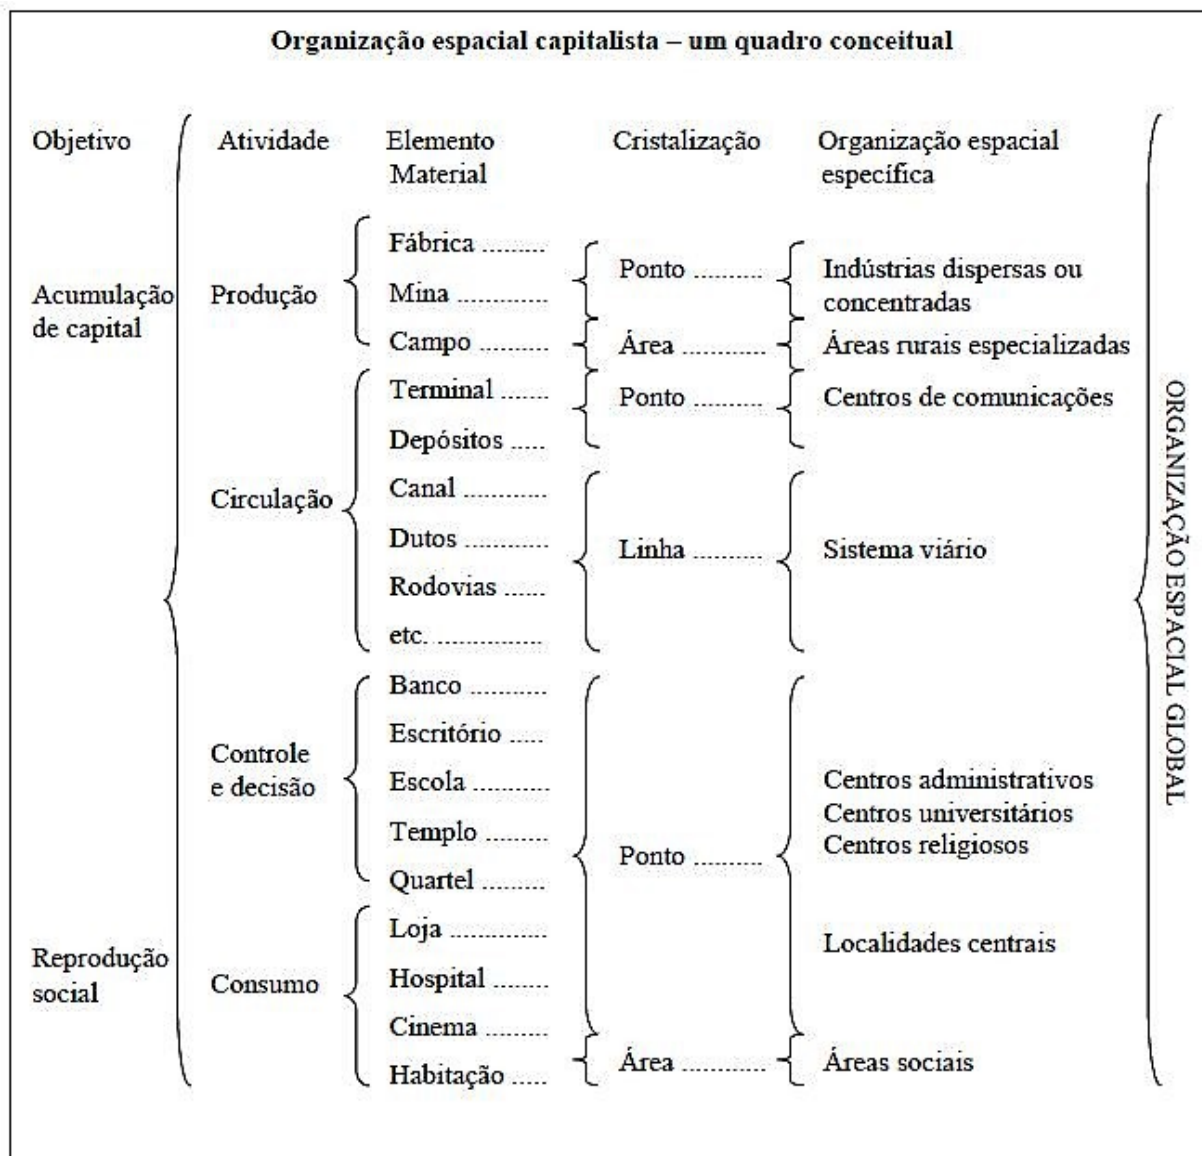 Organização espacial capitalista – um quadro conceitual
Objetivo
Atividade
Elemento
Material
Cristalização
Organização espacial
específica
Acumulação
de capital
Produção
Fábrica .........
Mina .............
Campo ..........
Ponto ...........
Indústrias dispersas ou
concentradas
Área ............
Áreas rurais especializadas
Circulação
Terminal .......
Depósitos ......
Canal .............
Dutos .............
Rodovias ......
etc. ................
Ponto ...........
Centros de comunicações
Linha ...........
Sistema viário
Controle
e decisão
Banco ...........
Escritório .....
Escola ...........
Templo .........
Quartel .........
Ponto ..........
Centros administrativos
Centros universitários
Centros religiosos
Localidades centrais
Reprodução
social
Consumo
Loja ..............
Hospital ........
Cinema .........
Habitação .....
Área ............
Áreas sociais
ORGANIZAÇÃO ESPACIAL GLOBAL